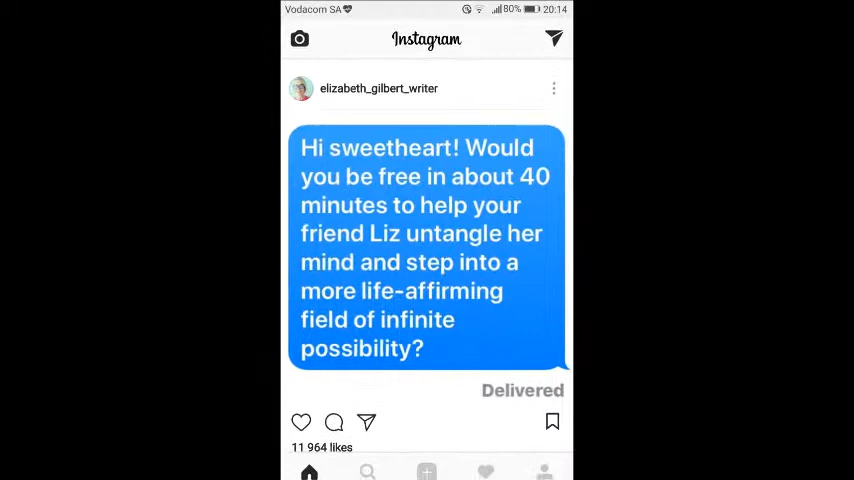 Vodacom SA 80% 20:14
Instagram
elizabeth_gilbert_writer
Hi sweetheart! Would
you be free in about 40
minutes to help your
friend Liz untangle her
mind and step into a
more life-affirming
field of infinite
possibility?
Delivered
11 964 likes